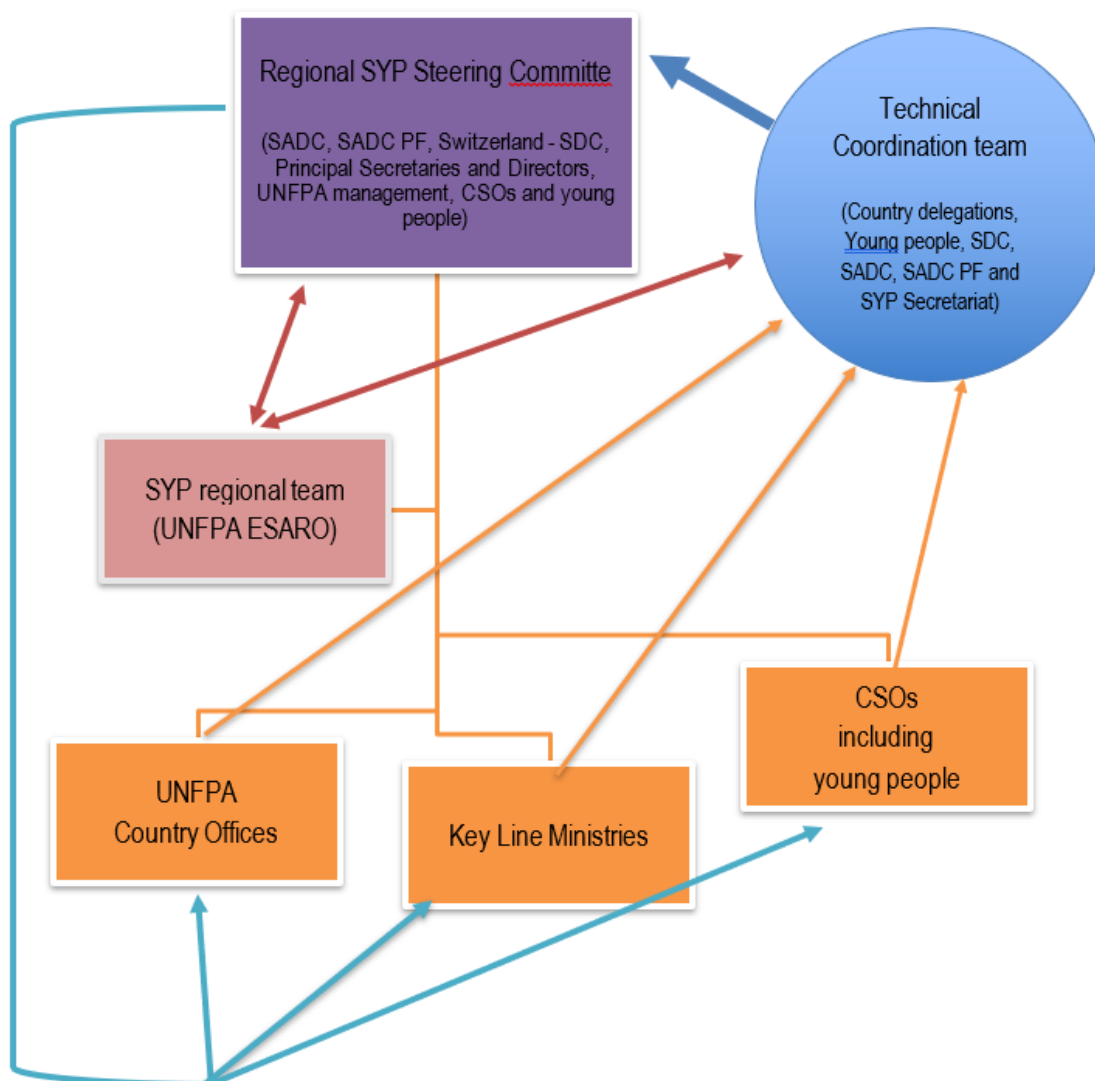 Regional SYP Steering Committe
(SADC, SADC PF, Switzerland - SDC,
Principal Secretaries and Directors,
UNFPA management, CSOs and young
people)
Technical
Coordination team
(Country delegations,
Young people, SDC,
SADC, SADC PF and
SYP Secretariat)
SYP regional team
(UNFPA ESARO)
UNFPA
Country Offices
Key Line Ministries
CSOs
including
young people